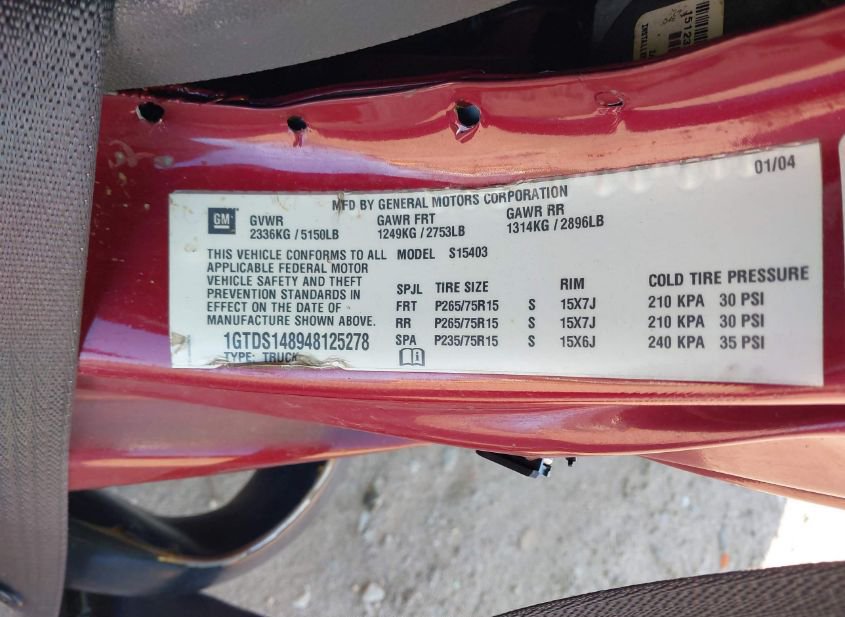 01/04
MFD BY GENERAL MOTORS CORPORATION
GM
GVWR GAWR FRT GAWR RR
2336KG / 5150LB 1249KG / 2753LB 1314KG / 2896LB
THIS VEHICLE CONFORMS TO ALL
APPLICABLE FEDERAL MOTOR
VEHICLE SAFETY AND THEFT
PREVENTION STANDARDS IN
EFFECT ON THE DATE OF
MANUFACTURE SHOWN ABOVE.
1GTDS148948125278
TYPE: TRUCK
MODEL S15403
SPJL TIRE SIZE RIM COLD TIRE PRESSURE
FRT P265/75R15 S 15X7J 210 KPA 30 PSI
RR P265/75R15 S 15X7J 210 KPA 30 PSI
SPA P235/75R15 S 15X6J 240 KPA 35 PSI